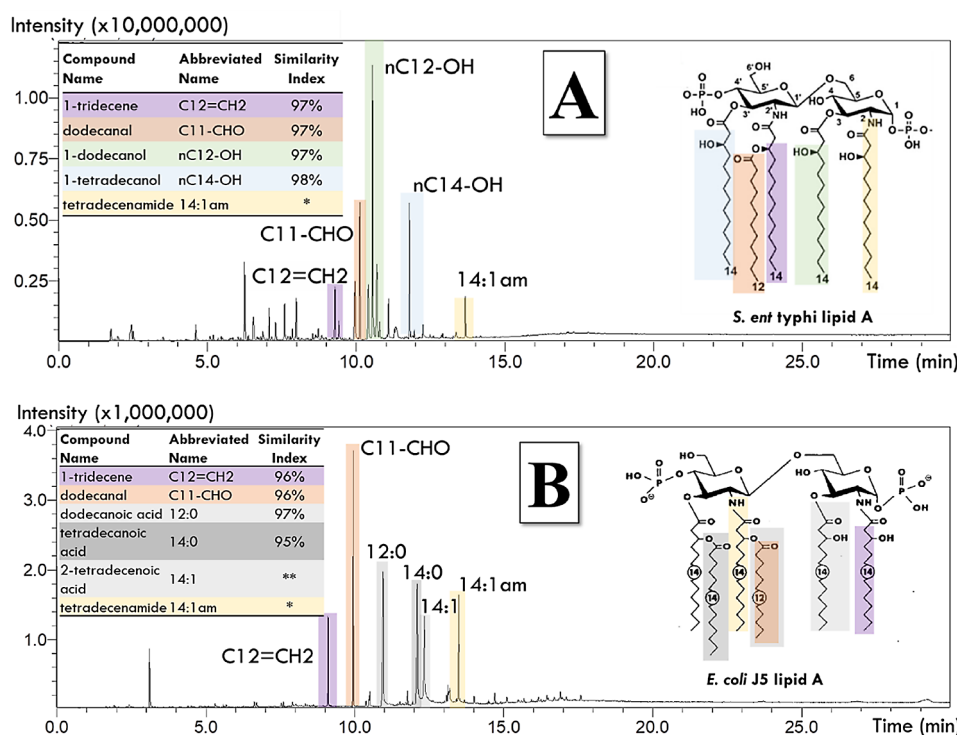 Intensity (x10,000,000)
Compound Name Abbreviated Name Similarity Index
1-tridecene C12=CH2 97%
dodecanal C11-CHO 97%
1-dodecanol nC12-OH 97%
1-tetradecanol nC14-OH 98%
tetradecenamide 14:1am *
1.00
0.75
0.50
0.25
nC12-OH
nC14-OH
C11-CHO
C12=CH2
14:1am
A
6' OH
4' 5' 1' 3' 2'
O
6
4 5 1
HO
3 2
NH
NH
O-P-O
HO
O-P-O-
OH
HO
HO
HO
14
12
14
14
14
S. ent typhi lipid A
0.0 5.0 10.0 15.0 20.0 25.0 Time (min)
Intensity (x1,000,000)
Compound Name Abbreviated Name Similarity Index
1-tridecene C12=CH2 96%
dodecanal C11-CHO 96%
dodecanoic acid 12:0 97%
tetradecanoic acid 14:0 95%
2-tetradecenoic acid 14:1 **
tetradecenamide 14:1am *
4.0
3.0
2.0
1.0
C11-CHO
12:0
14:0
14:1
14:1am
C12=CH2
B
HO
HO
HO
NH
NH
OH
OH
OH
14
14
14
12
14
14
E. coli J5 lipid A
0.0 5.0 10.0 15.0 20.0 25.0 Time (min)